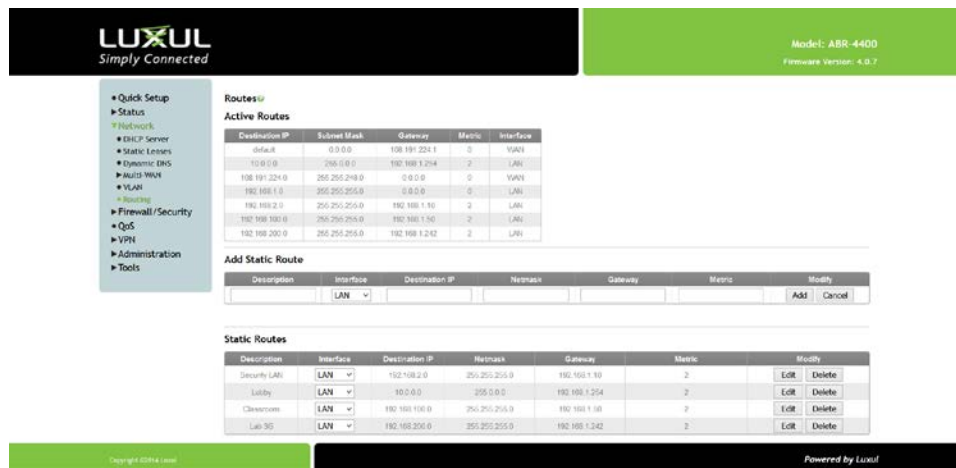 LUXUL
Simply Connected
Model: ABR-4400
Firmware Version: 4.0.7
Quick Setup
Status
Network
DHCP Server
Static Leases
Dynamic DNS
Multi-WAN
VLAN
Routing
Firewall/Security
QoS
VPN
Administration
Tools
Routes
Active Routes
Destination IP Subnet Mask Gateway Metric Interface
default 0.0.0.0 108.191.224.1 0 WAN
10.0.0.0 255.0.0.0 192.168.1.254 2 LAN
108.191.224.0 255.255.248.0 0.0.0.0 0 WAN
192.168.1.0 255.255.255.0 0.0.0.0 0 LAN
192.168.2.0 255.255.255.0 192.168.1.10 2 LAN
192.168.100.0 255.255.255.0 192.168.1.50 2 LAN
192.168.200.0 255.255.255.0 192.168.1.242 2 LAN
Add Static Route
Description Interface Destination IP Netmask Gateway Metric Modify
LAN Add Cancel
Static Routes
Description Interface Destination IP Netmask Gateway Metric Modify
Security LAN LAN 192.168.2.0 255.255.255.0 192.168.1.10 2 Edit Delete
Lobby LAN 10.0.0.0 255.0.0.0 192.168.1.254 2 Edit Delete
Classroom LAN 192.168.100.0 255.255.255.0 192.168.1.50 2 Edit Delete
Lab 3G LAN 192.168.200.0 255.255.255.0 192.168.1.242 2 Edit Delete
Copyright ©2014 Luxul
Powered by Luxul